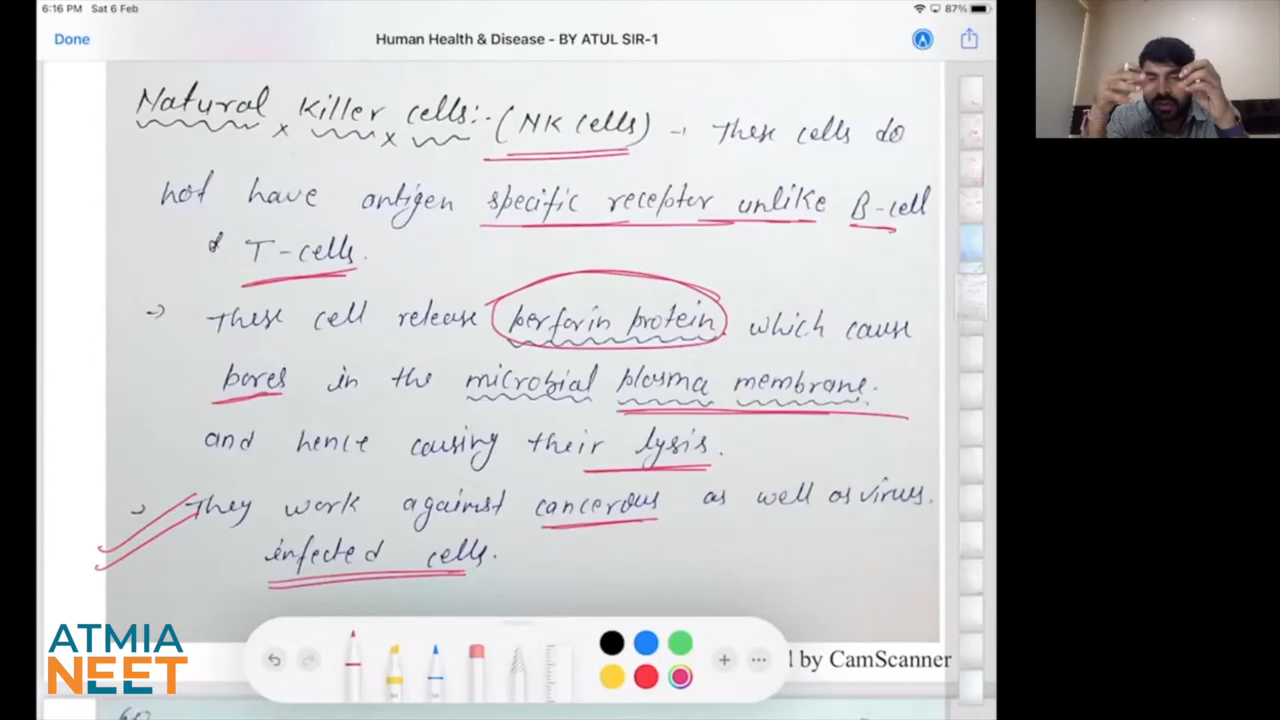 6:16 PM Sat 6 Feb
87%
Done
Human Health & Disease - BY ATUL SIR-1
Natural Killer cells:- (NK cells) → These cells do
not have antigen specific receptor unlike B-cell
& T-cells.
→ These cell release perforin protein which cause
pores in the microbial plasma membrane.
and hence causing their lysis.
→ They work against cancerous as well as virus
infected cells.
ATMIA
NEET
d by CamScanner